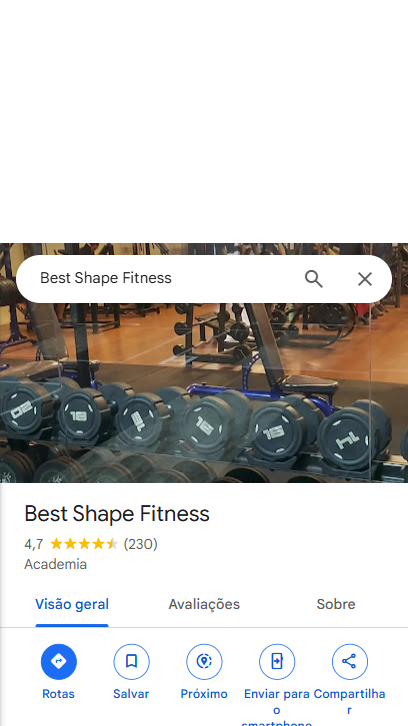 Best Shape Fitness
Best Shape Fitness
4,7 (230)
Academia
Visão geral Avaliações Sobre
Rotas Salvar Próximo Enviar para Compartilha
o r
smartphone